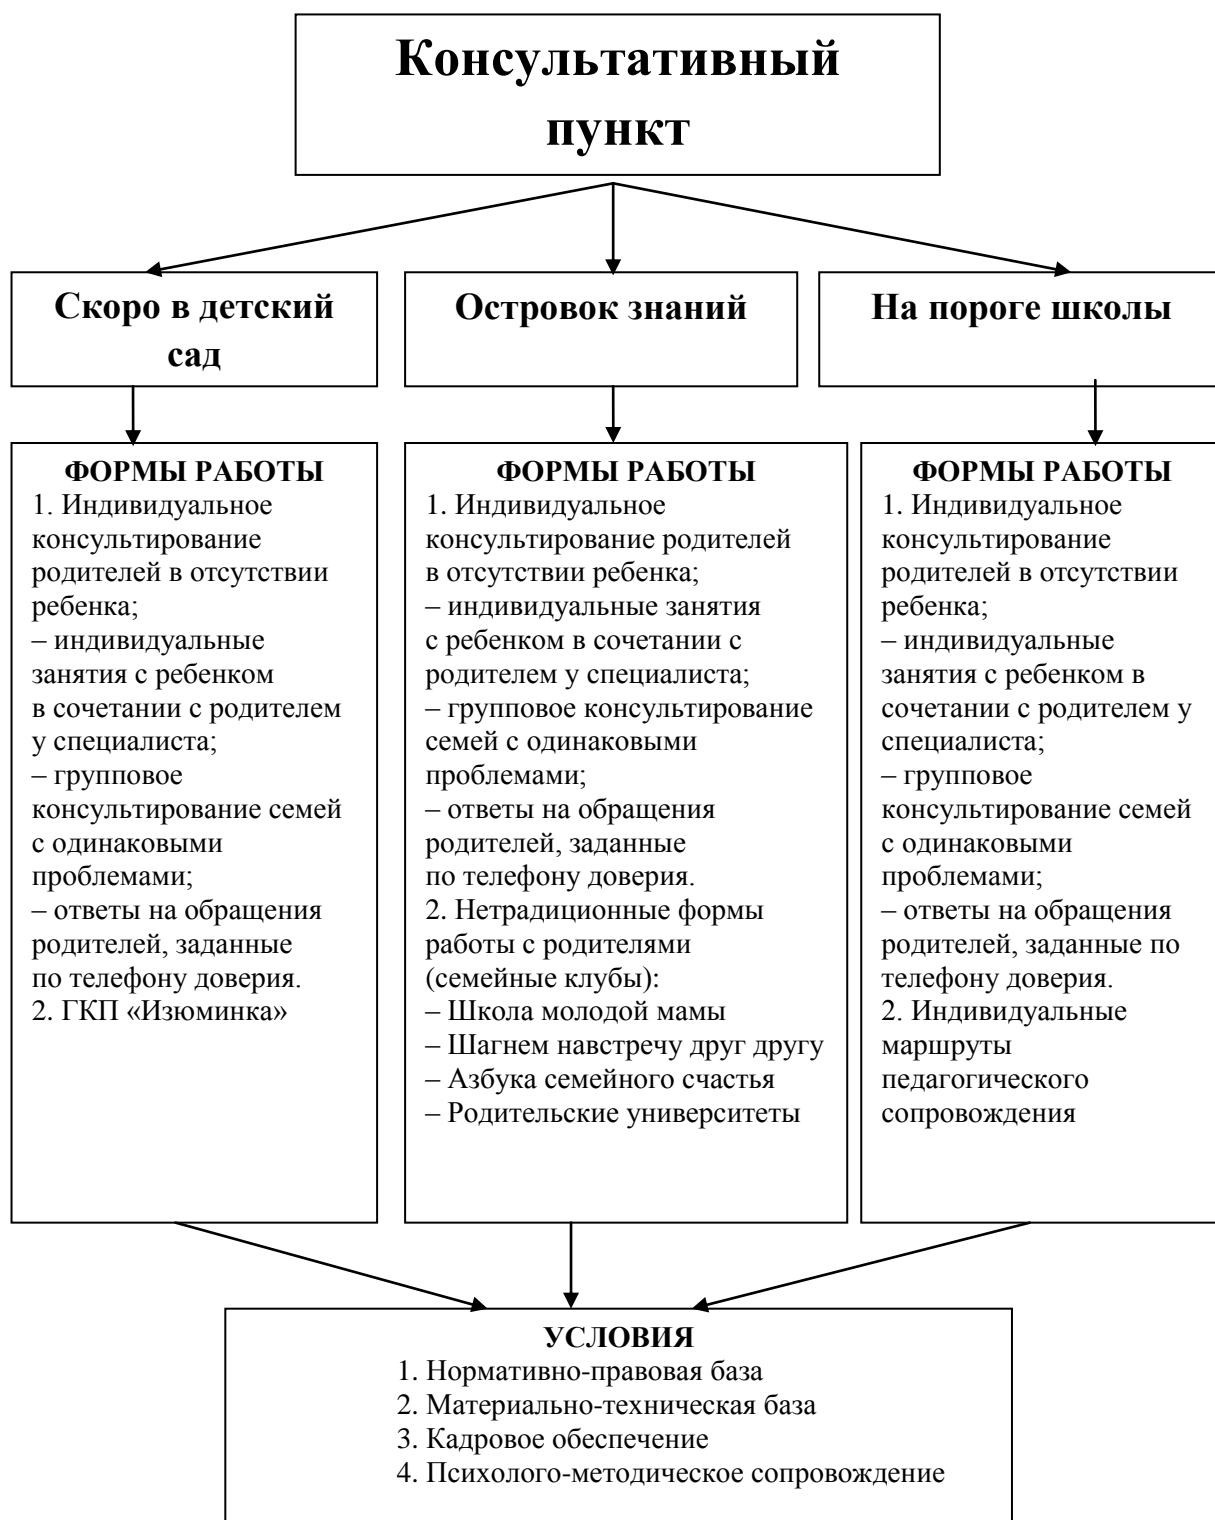 Консультативный
пункт
Скоро в детский
сад
Островок знаний
На пороге школы
ФОРМЫ РАБОТЫ
1. Индивидуальное
консультирование
родителей в отсутствии
ребенка;
– индивидуальные
занятия с ребенком
в сочетании с родителем
у специалиста;
– групповое
консультирование семей
с одинаковыми
проблемами;
– ответы на обращения
родителей, заданные
по телефону доверия.
2. ГКП «Изюминка»
ФОРМЫ РАБОТЫ
1. Индивидуальное
консультирование родителей
в отсутствии ребенка;
– индивидуальные занятия
с ребенком в сочетании с
родителем у специалиста;
– групповое консультирование
семей с одинаковыми
проблемами;
– ответы на обращения
родителей, заданные
по телефону доверия.
2. Нетрадиционные формы
работы с родителями
(семейные клубы):
– Школа молодой мамы
– Шагнем навстречу друг другу
– Азбука семейного счастья
– Родительские университеты
ФОРМЫ РАБОТЫ
1. Индивидуальное
консультирование
родителей в отсутствии
ребенка;
– индивидуальные
занятия с ребенком в
сочетании с родителем у
специалиста;
– групповое
консультирование семей
с одинаковыми
проблемами;
– ответы на обращения
родителей, заданные по
телефону доверия.
2. Индивидуальные
маршруты
педагогического
сопровождения
УСЛОВИЯ
1. Нормативно-правовая база
2. Материально-техническая база
3. Кадровое обеспечение
4. Психолого-методическое сопровождение